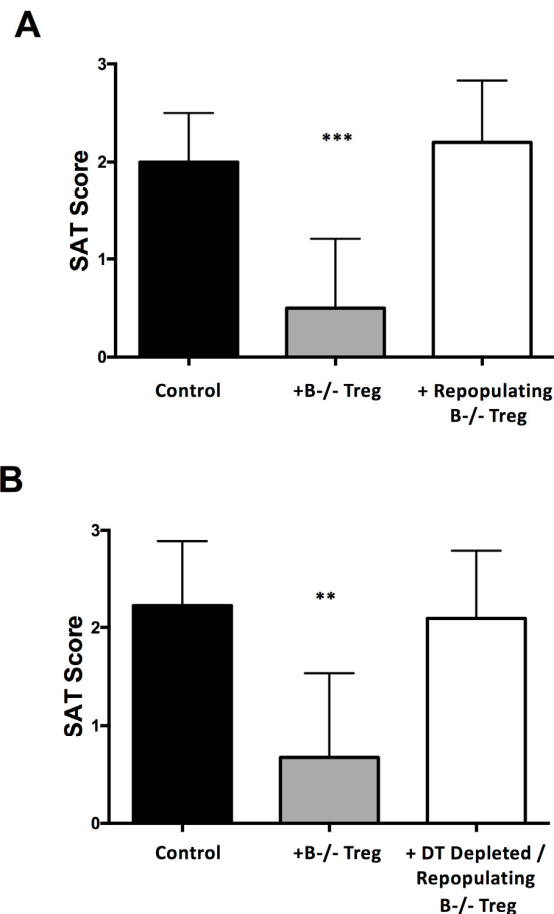 A
3
2
1
0
SAT Score
***
Control
+B-/- Treg
+ Repopulating
B-/- Treg
B
3
2
1
0
SAT Score
**
Control
+B-/- Treg
+ DT Depleted /
Repopulating
B-/- Treg